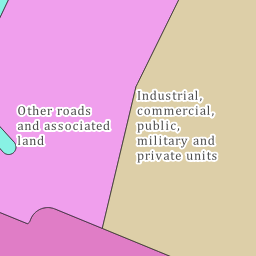 Other roads
and associated
land
Industrial,
commercial,
public,
military and
private units